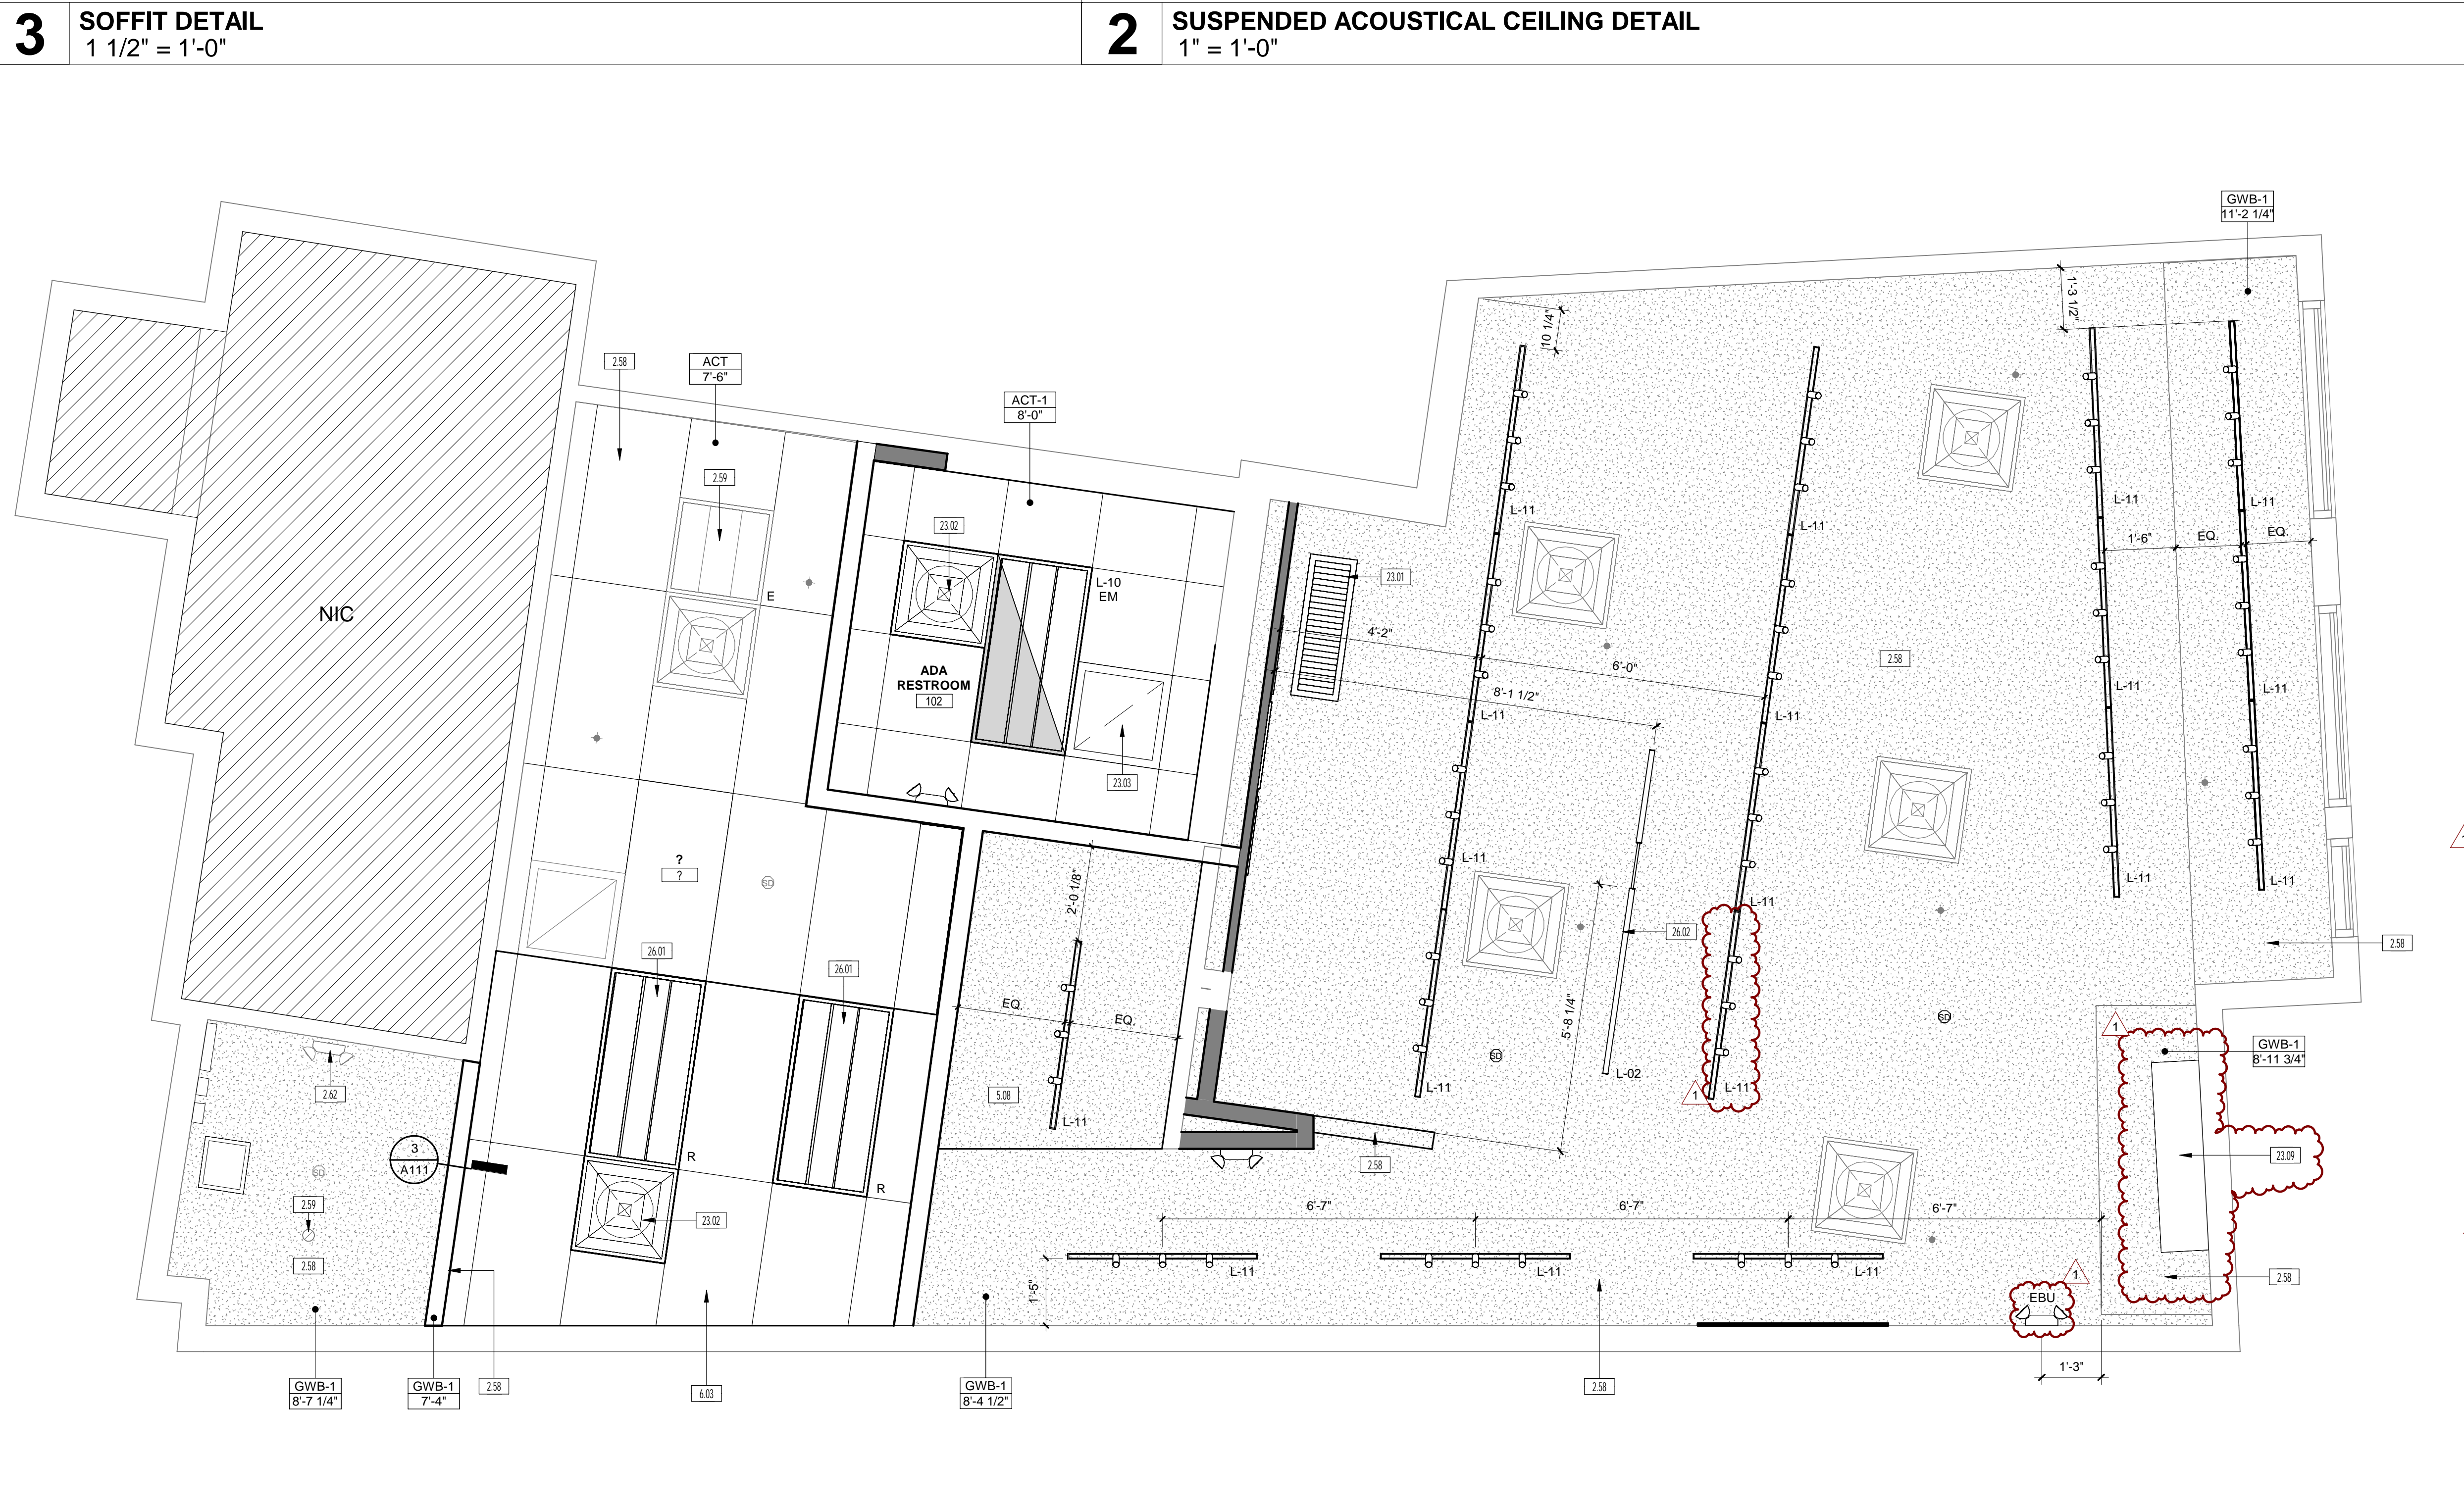 3
SOFFIT DETAIL
1 1/2" = 1'-0"
2
SUSPENDED ACOUSTICAL CEILING DETAIL
1" = 1'-0"
GWB-1
11'-2 1/4"
1'-3 1/2"
10 1/4"
2.58
ACT
7'-6"
ACT-1
8'-0"
2.59
23.02
L-10
EM
E
NIC
ADA
RESTROOM
102
23.03
23.01
4'-2"
6'-0"
8'-1 1/2"
2.58
L-11
L-11
L-11
L-11
1'-6"
EQ.
EQ.
L-11
L-11
L-11
L-11
L-11
L-11
L-11
L-11
?
?
SD
2'-0 1/8"
26.01
26.01
26.02
2.58
EQ.
EQ.
5'-8 1/4"
SD
SD
1
GWB-1
8'-11 3/4"
2.62
5.08
L-11
L-11
L-02
L-11
1
3
A111
R
R
2.58
23.09
SD
2.59
23.02
6'-7"
6'-7"
6'-7"
2.58
L-11
L-11
L-11
1'-5"
1
EBU
2.58
1'-3"
GWB-1
8'-7 1/4"
GWB-1
7'-4"
2.58
6.03
GWB-1
8'-4 1/2"
2.58